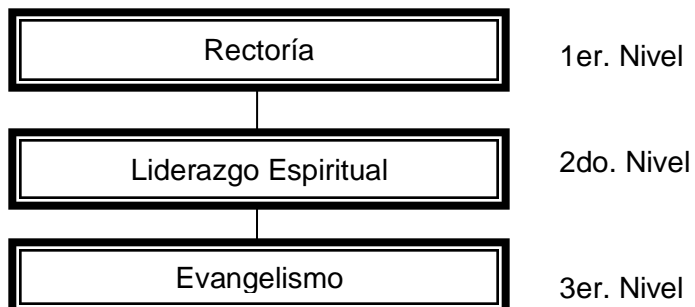 Rectoría 1er. Nivel
Liderazgo Espiritual 2do. Nivel
Evangelismo 3er. Nivel